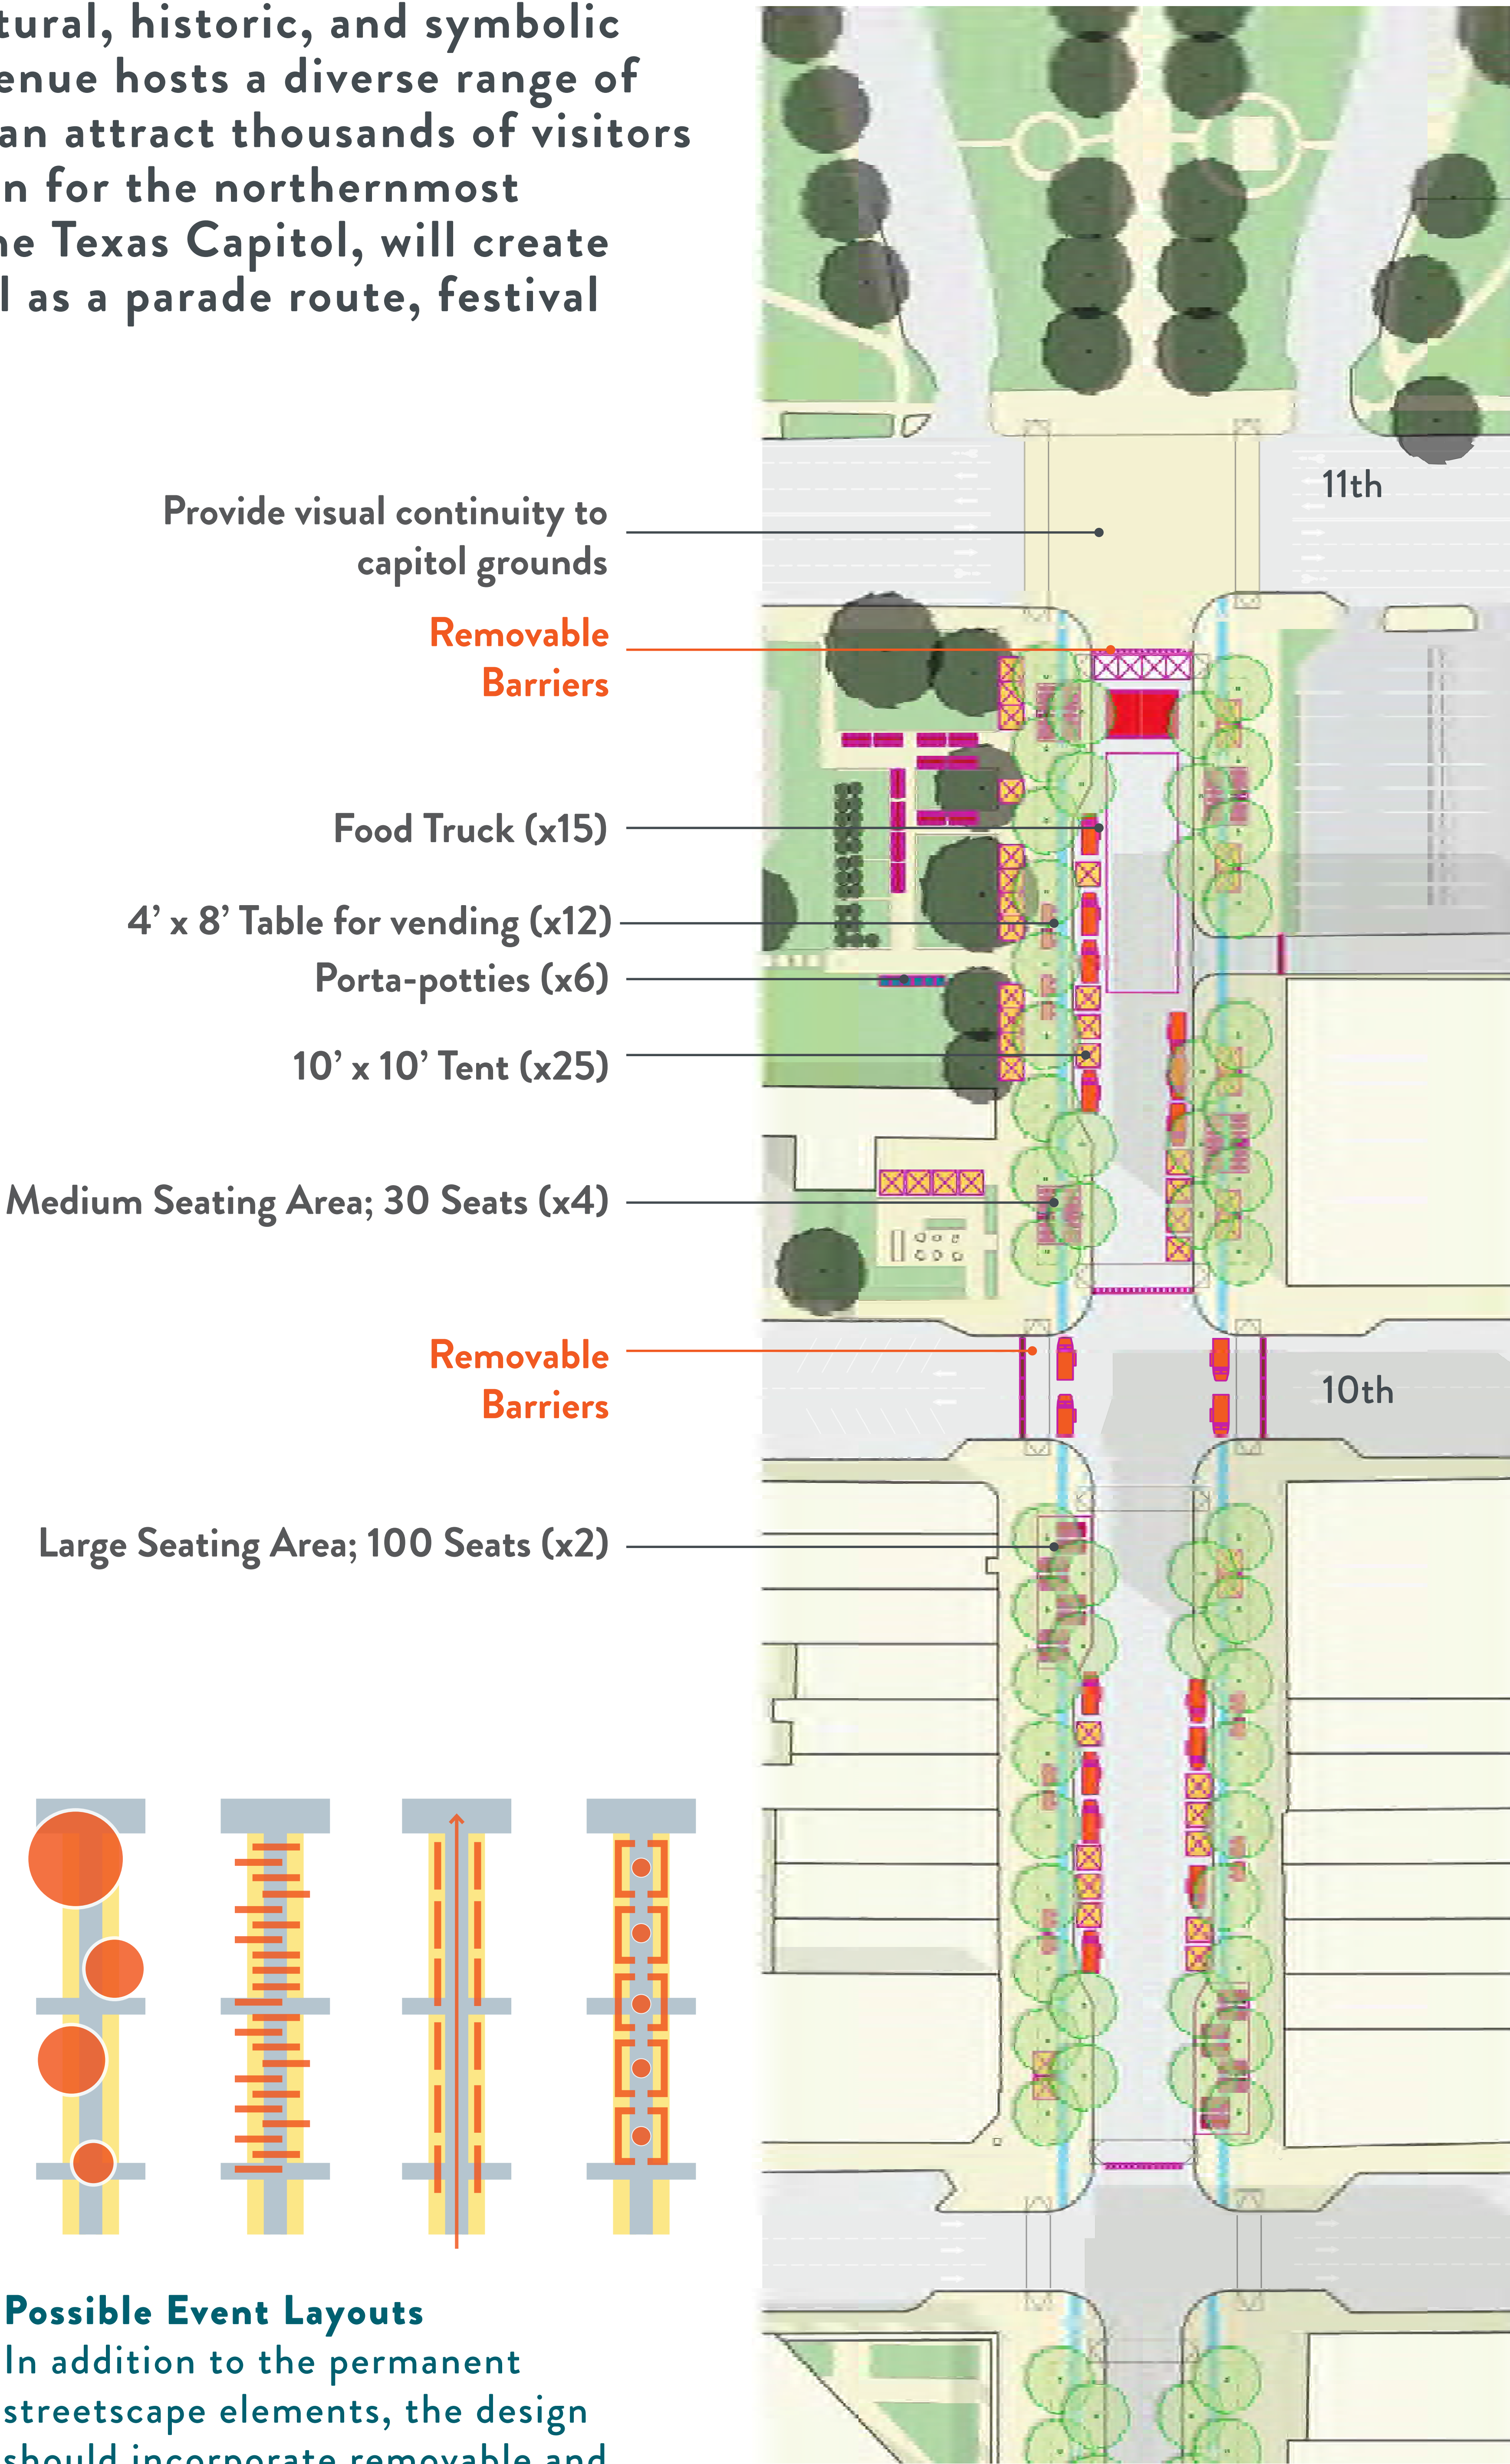 tural, historic, and symbolic
enue hosts a diverse range of
an attract thousands of visitors
n for the northernmost
he Texas Capitol, will create
l as a parade route, festival
11th
Provide visual continuity to
capitol grounds
Removable
Barriers
Food Truck (x15)
4’ x 8’ Table for vending (x12)
Porta-potties (x6)
10’ x 10’ Tent (x25)
Medium Seating Area; 30 Seats (x4)
Removable
Barriers
10th
Large Seating Area; 100 Seats (x2)
Possible Event Layouts
In addition to the permanent
streetscape elements, the design
should incorporate removable and